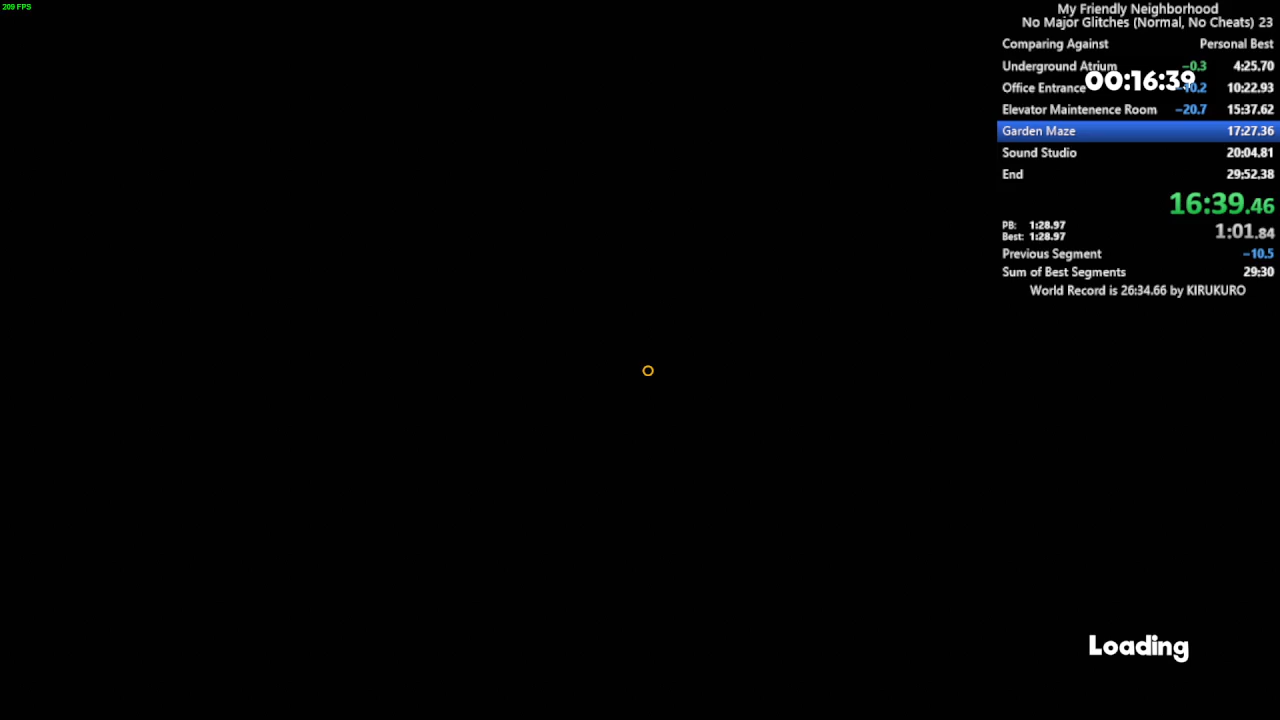 209 FPS
My Friendly Neighborhood
No Major Glitches (Normal, No Cheats) 23
Comparing Against Personal Best
Underground Atrium −0.3 4:25.70
00:16:39
Office Entrance −10.2 10:22.93
Elevator Maintenence Room −20.7 15:37.62
Garden Maze 17:27.36
Sound Studio 20:04.81
End 29:52.38
16:39.46
PB: 1:28.97
Best: 1:28.97
1:01.84
Previous Segment −10.5
Sum of Best Segments 29:30
World Record is 26:34.66 by KIRUKURO
Loading